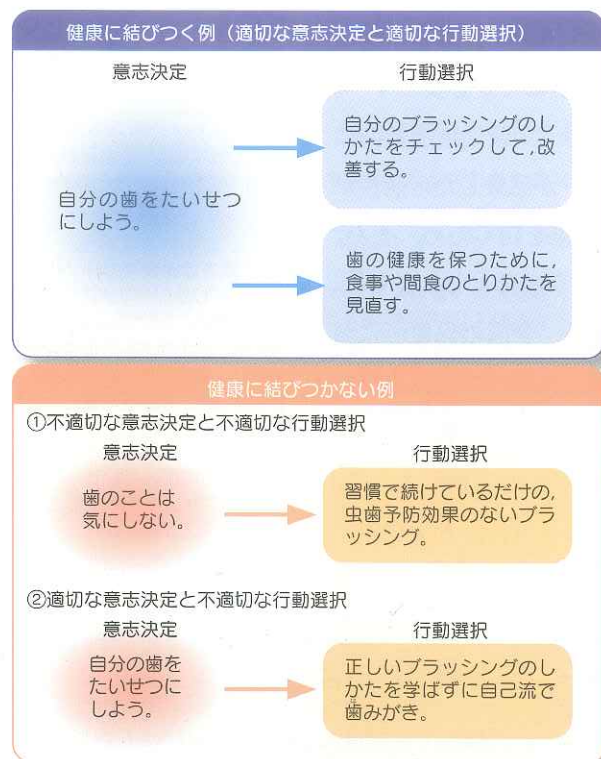 健康に結びつく例（適切な意志決定と適切な行動選択）
意志決定
行動選択
自分の歯をたいせつ
にしよう。
自分のブラッシングのし
かたをチェックして,改
善する。
歯の健康を保つために,
食事や間食のとりかたを
見直す。
健康に結びつかない例
①不適切な意志決定と不適切な行動選択
意志決定
行動選択
歯のことは
気にしない。
習慣で続けているだけの,
虫歯予防効果のないブラ
ッシング。
②適切な意志決定と不適切な行動選択
意志決定
行動選択
自分の歯を
たいせつに
しよう。
正しいブラッシングのし
かたを学ばずに自己流で
歯みがき。
は